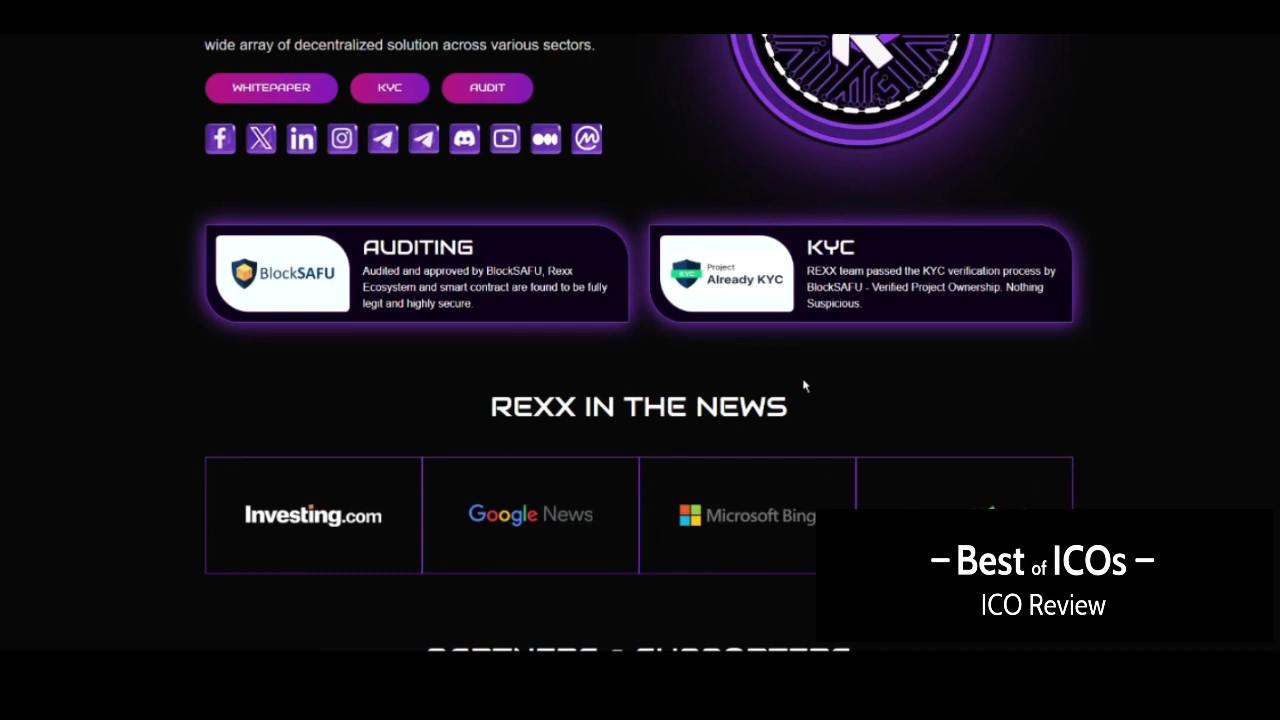 wide array of decentralized solution across various sectors.
WHITEPAPER
KYC
AUDIT
BlockSAFU
AUDITING
Audited and approved by BlockSAFU, Rexx
Ecosystem and smart contract are found to be fully
legit and highly secure.
KYC
Project
Already KYC
KYC
REXX team passed the KYC verification process by
BlockSAFU - Verified Project Ownership. Nothing
Suspicious.
REXX IN THE NEWS
Investing.com
Google News
Microsoft Bing
– Best of ICOs –
ICO Review